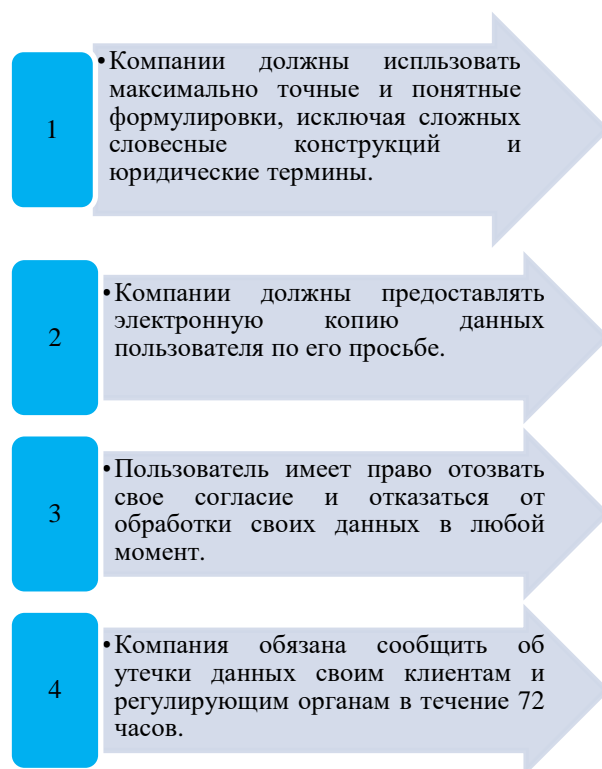 1
•Компании должны испльзовать
максимально точные и понятные
формулировки, исключая сложных
словесные конструкций и
юридические термины.
2
•Компании должны предоставлять
электронную копию данных
пользователя по его просьбе.
3
•Пользователь имеет право отозвать
свое согласие и отказаться от
обработки своих данных в любой
момент.
4
•Компания обязана сообщить об
утечки данных своим клиентам и
регулирующим органам в течение 72
часов.